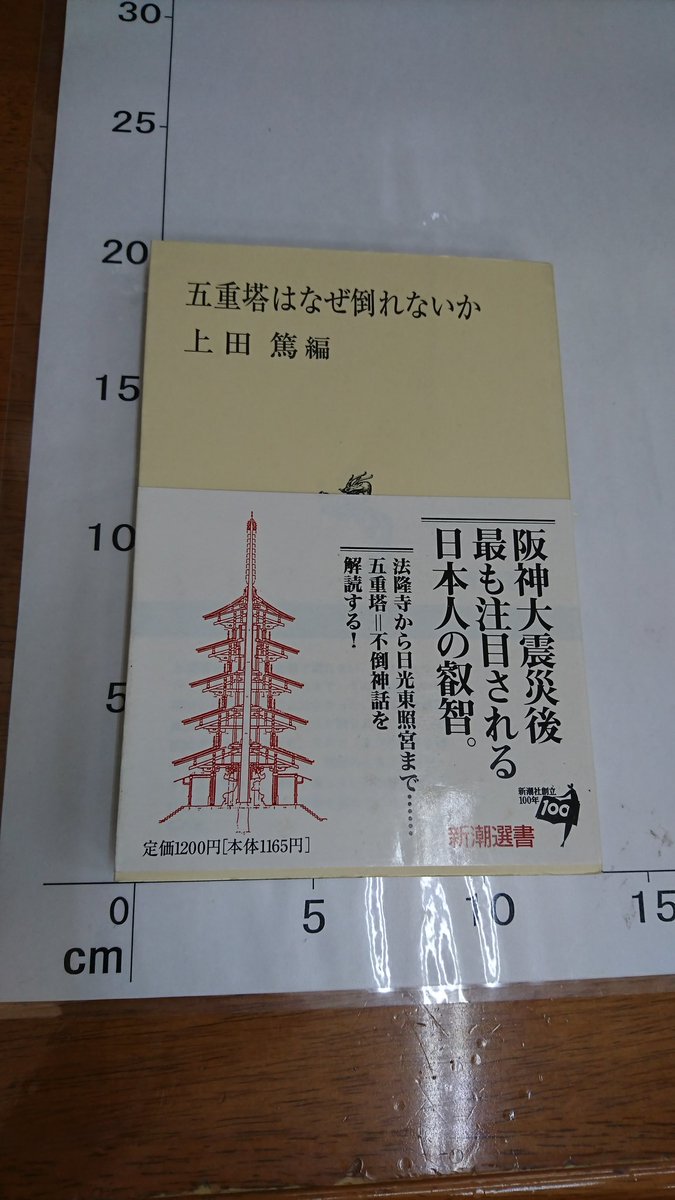 30
25
20
15
10
5
0
cm
5
10
15
五重塔はなぜ倒れないか
上田 篤編
阪神大震災後
最も注目される
日本人の叡智。
法隆寺から日光東照宮まで……
五重塔＝不倒神話を
解読する！
新潮社創立
100年
100
新潮選書
定価1200円[本体1165円]